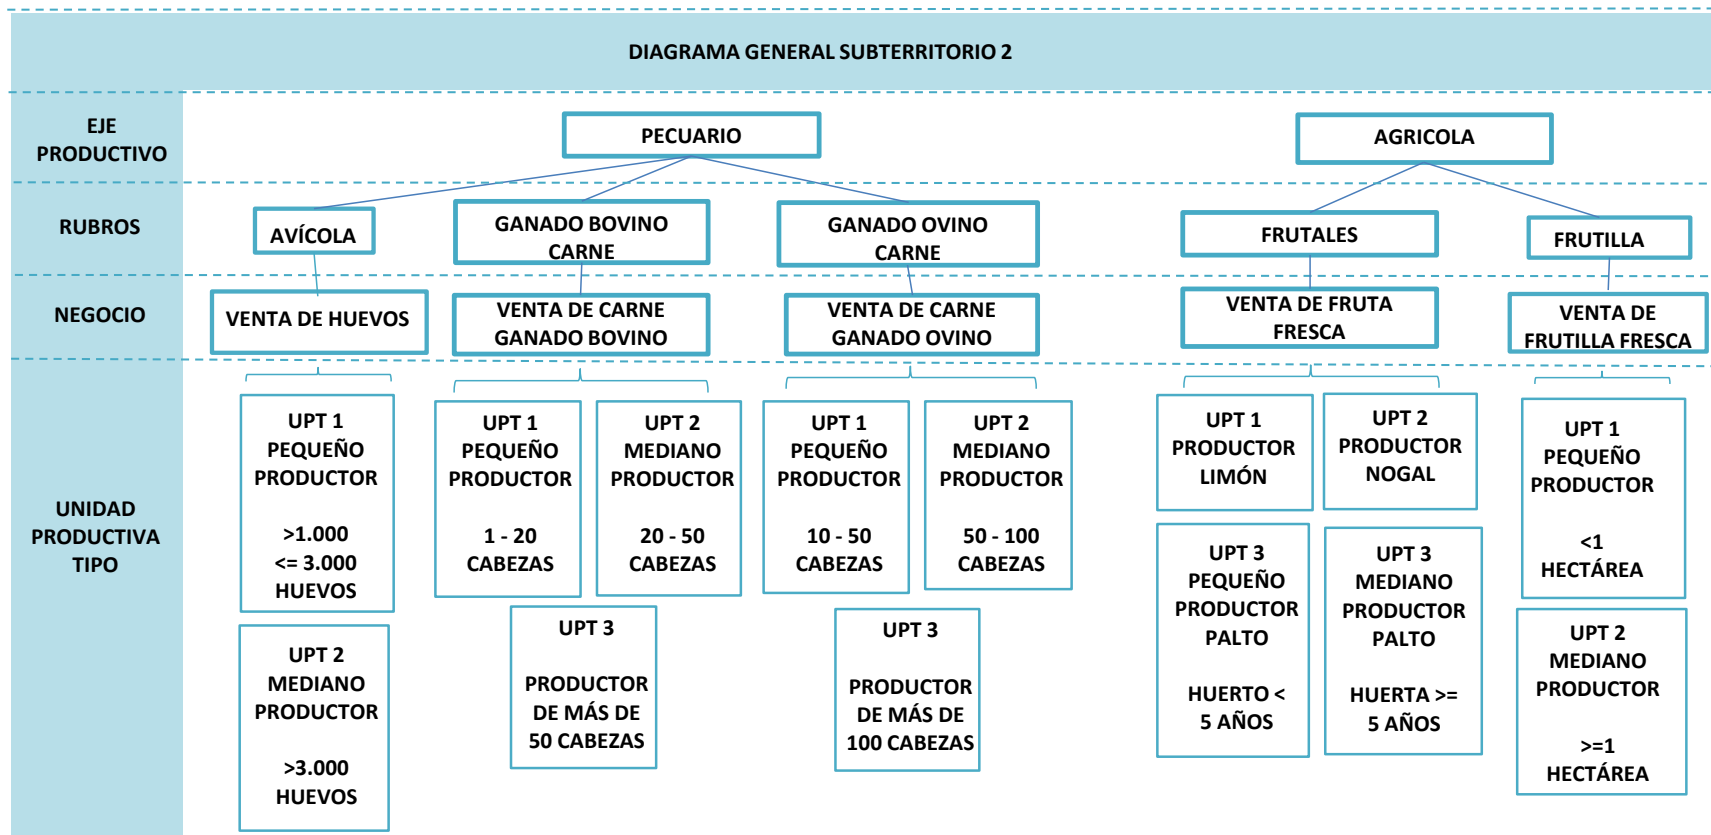 DIAGRAMA GENERAL SUBTERRITORIO 2
EJE
PRODUCTIVO
PECUARIO
AGRICOLA
RUBROS
AVÍCOLA
GANADO BOVINO
CARNE
GANADO OVINO
CARNE
FRUTALES
FRUTILLA
NEGOCIO
VENTA DE HUEVOS
VENTA DE CARNE
GANADO BOVINO
VENTA DE CARNE
GANADO OVINO
VENTA DE FRUTA
FRESCA
VENTA DE
FRUTILLA FRESCA
UNIDAD
PRODUCTIVA
TIPO
UPT 1
PEQUEÑO
PRODUCTOR
>1.000
<= 3.000
HUEVOS
UPT 2
MEDIANO
PRODUCTOR
>3.000
HUEVOS
UPT 1
PEQUEÑO
PRODUCTOR
1 - 20
CABEZAS
UPT 2
MEDIANO
PRODUCTOR
20 - 50
CABEZAS
UPT 3
PRODUCTOR
DE MÁS DE
50 CABEZAS
UPT 1
PEQUEÑO
PRODUCTOR
10 - 50
CABEZAS
UPT 2
MEDIANO
PRODUCTOR
50 - 100
CABEZAS
UPT 3
PRODUCTOR
DE MÁS DE
100 CABEZAS
UPT 1
PRODUCTOR
LIMÓN
UPT 2
PRODUCTOR
NOGAL
UPT 3
PEQUEÑO
PRODUCTOR
PALTO
HUERTO <
5 AÑOS
UPT 3
MEDIANO
PRODUCTOR
PALTO
HUERTA >=
5 AÑOS
UPT 1
PEQUEÑO
PRODUCTOR
<1
HECTÁREA
UPT 2
MEDIANO
PRODUCTOR
>=1
HECTÁREA